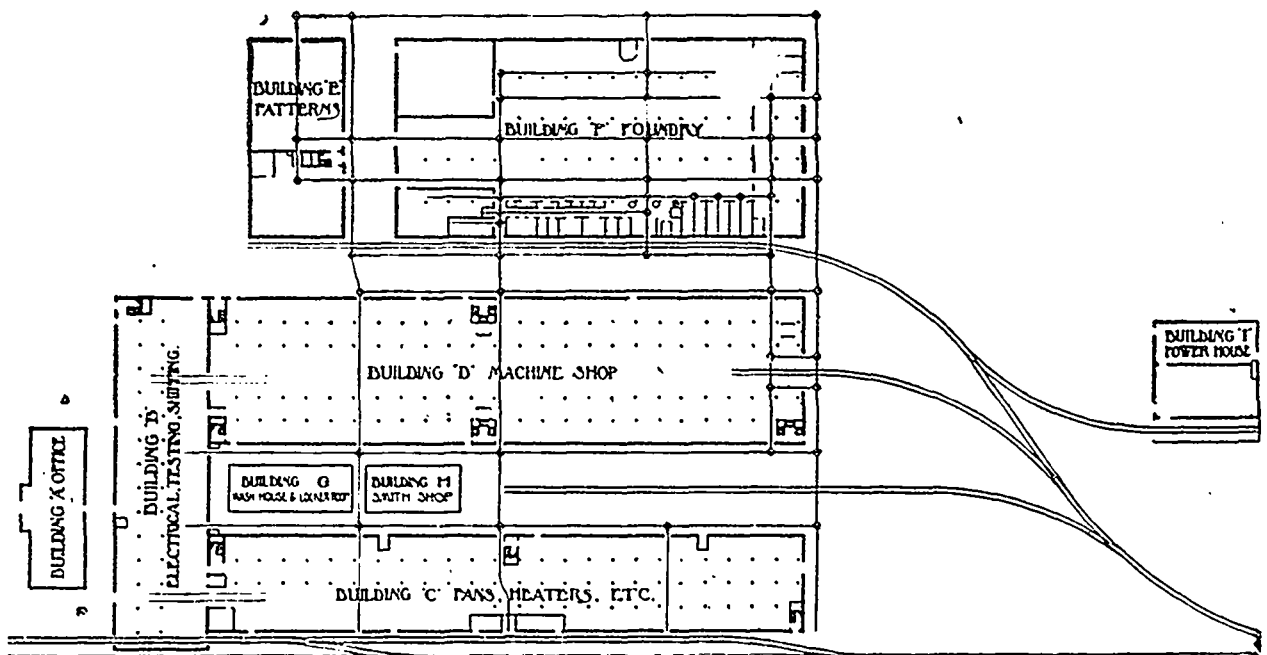 BUILDING "E"
PATTERNS
BUILDING "F" FOUNDRY
BUILDING "I"
POWER HOUSE
BUILDING "D" MACHINE SHOP
BUILDING "A" OFFICE
BUILDING "B"
ELECTRICAL, TESTING, SHIPPING.
BUILDING G
WASH HOUSE & LOCKER ROOM
BUILDING H
SMITH SHOP
BUILDING "C" FANS, HEATERS, ETC.